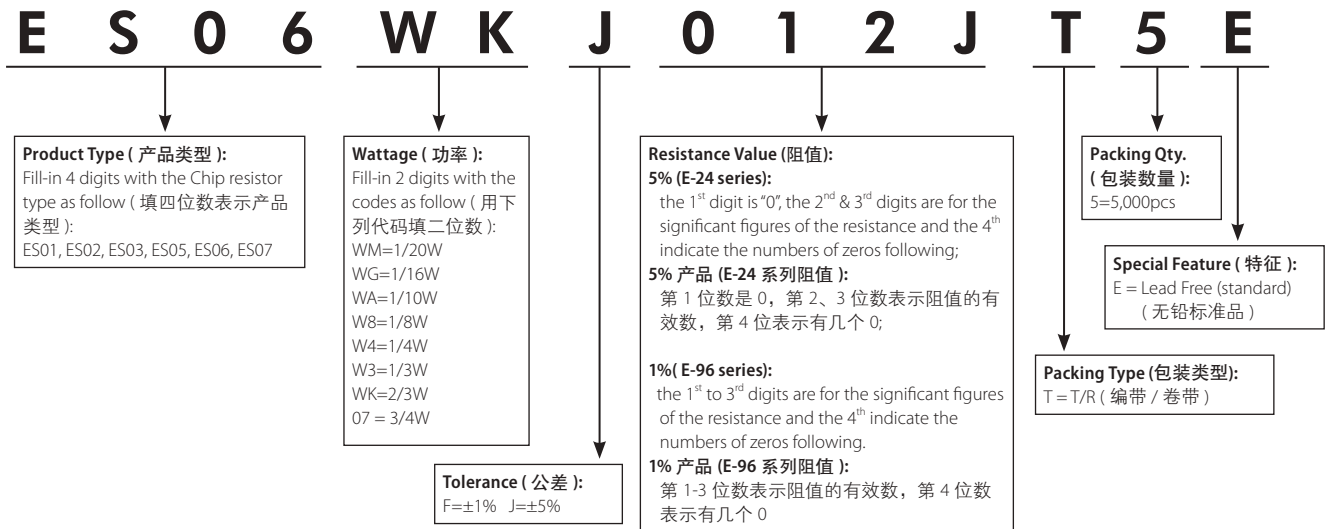 E S 0 6 W K J 0 1 2 J T 5 E
Product Type ( 产品类型 ):
Fill-in 4 digits with the Chip resistor
type as follow ( 填四位数表示产品
类型 ):
ES01, ES02, ES03, ES05, ES06, ES07
Wattage ( 功率 ):
Fill-in 2 digits with the
codes as follow ( 用下
列代码填二位数 ):
WM=1/20W
WG=1/16W
WA=1/10W
W8=1/8W
W4=1/4W
W3=1/3W
WK=2/3W
07 = 3/4W
Tolerance ( 公差 ):
F=±1% J=±5%
Resistance Value (阻值):
5% (E-24 series):
the 1st digit is “0”, the 2nd & 3rd digits are for the
significant figures of the resistance and the 4th
indicate the numbers of zeros following;
5% 产品 (E-24 系列阻值 ):
第 1 位数是 0，第 2、3 位数表示阻值的有
效数，第 4 位表示有几个 0;
1%( E-96 series):
the 1st to 3rd digits are for the significant figures
of the resistance and the 4th indicate the
numbers of zeros following.
1% 产品 (E-96 系列阻值 ):
第 1-3 位数表示阻值的有效数，第 4 位数
表示有几个 0
Packing Qty.
( 包装数量 ):
5=5,000pcs
Special Feature ( 特征 ):
E = Lead Free (standard)
( 无铅标准品 )
Packing Type (包装类型):
T = T/R ( 编带 / 卷带 )